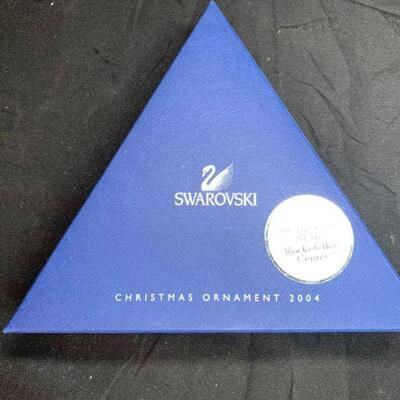 SWAROVSKI
Rockefeller
Center
CHRISTMAS ORNAMENT 2004